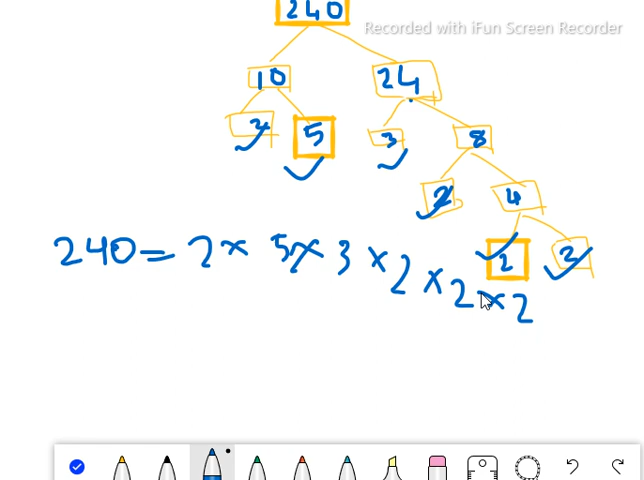 240
Recorded with iFun Screen Recorder
10 24
2 5 3 8
2 4
2 2
240 = 2 × 5 × 3 × 2 × 2 × 2